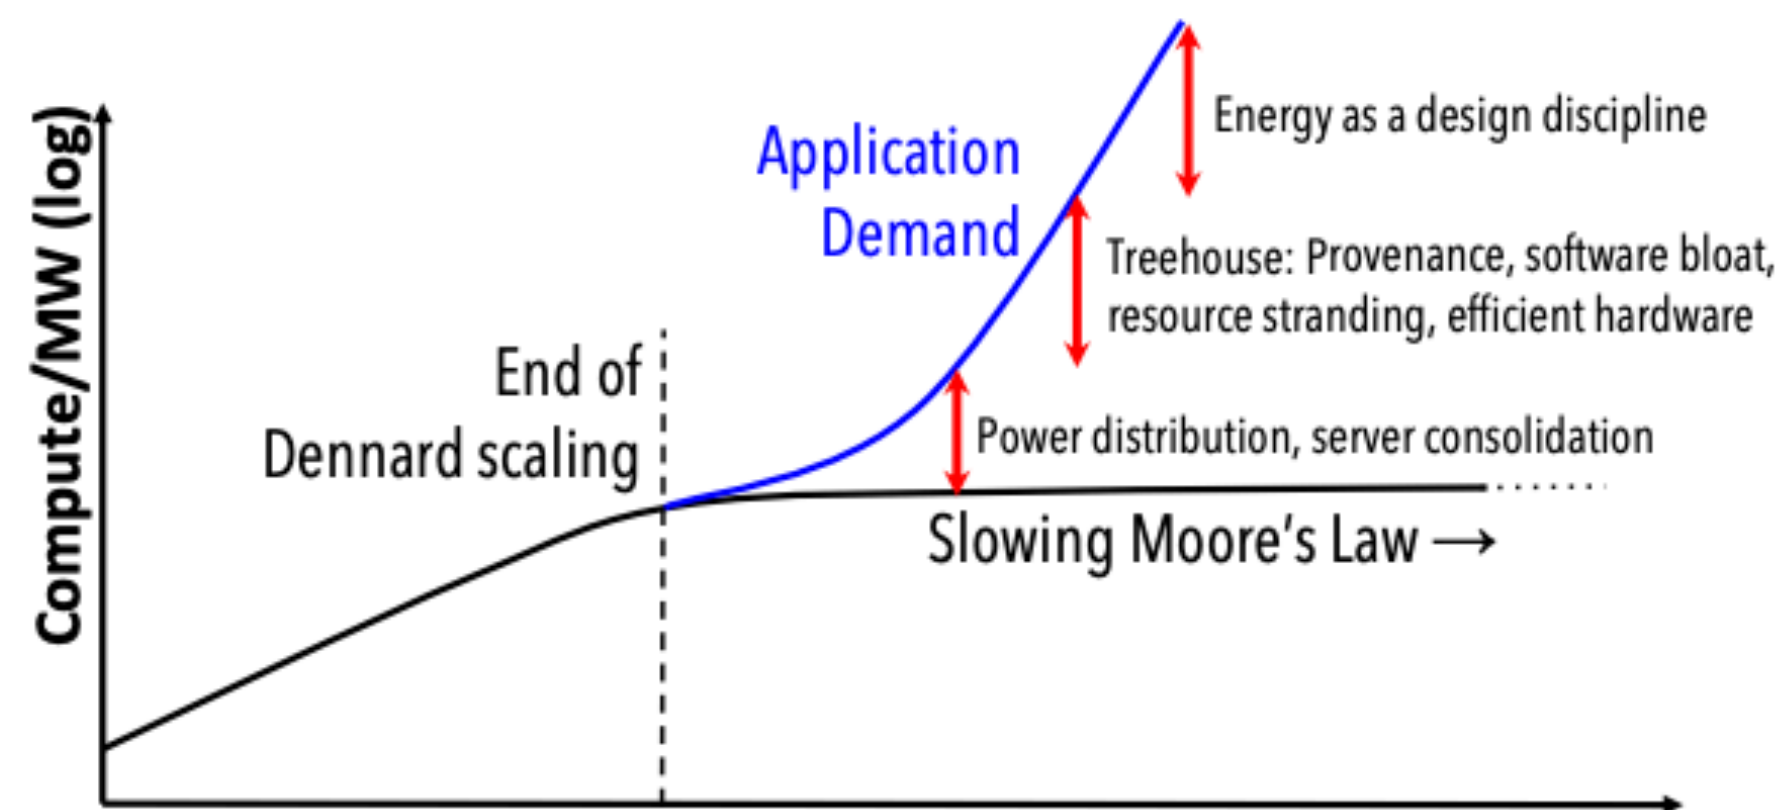 Compute/MW (log)
Application
Demand
Energy as a design discipline
Treehouse: Provenance, software bloat,
resource stranding, efficient hardware
End of
Dennard scaling
Power distribution, server consolidation
Slowing Moore's Law →